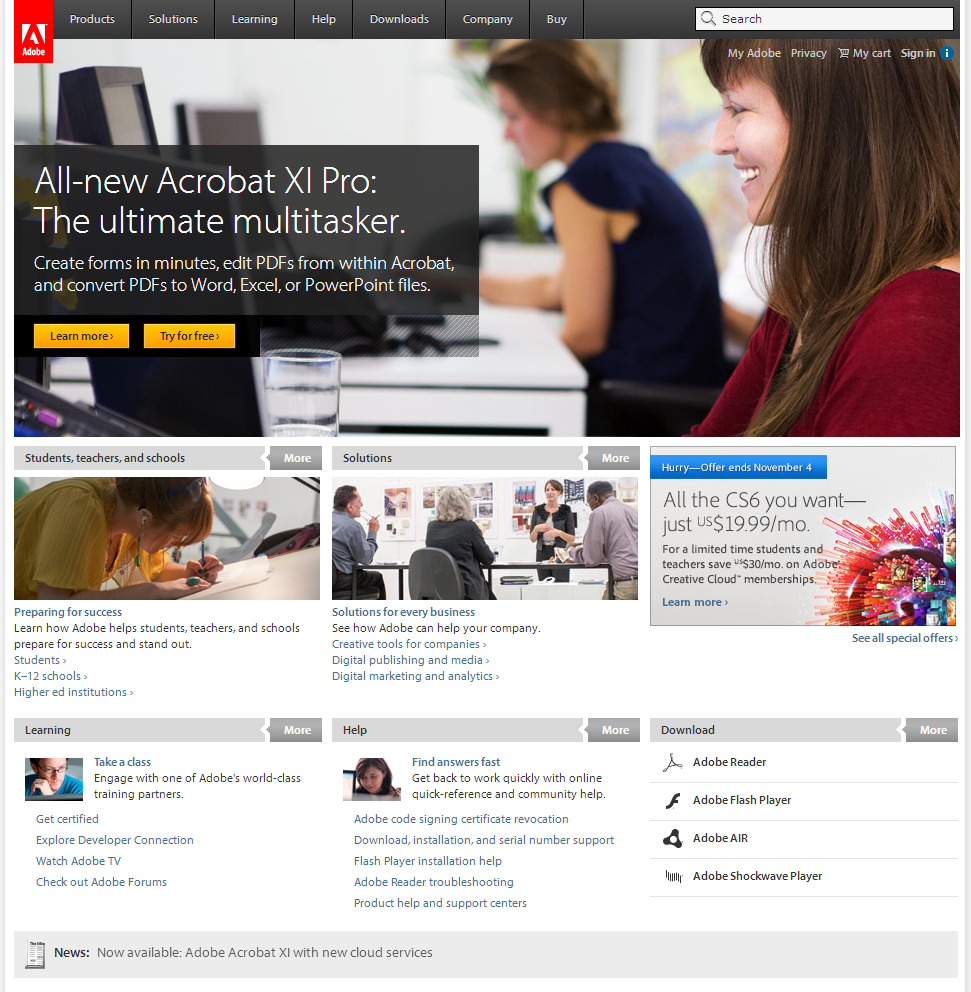 Adobe
Products
Solutions
Learning
Help
Downloads
Company
Buy
Search
My Adobe
Privacy
My cart
Sign in
i
All-new Acrobat XI Pro:
The ultimate multitasker.
Create forms in minutes, edit PDFs from within Acrobat,
and convert PDFs to Word, Excel, or PowerPoint files.
Learn more ›
Try for free ›
Students, teachers, and schools
More
Preparing for success
Learn how Adobe helps students, teachers, and schools
prepare for success and stand out.
Students ›
K–12 schools ›
Higher ed institutions ›
Solutions
More
Solutions for every business
See how Adobe can help your company.
Creative tools for companies ›
Digital publishing and media ›
Digital marketing and analytics ›
Hurry—Offer ends November 4
All the CS6 you want—
just US$19.99/mo.
For a limited time students and
teachers save US$30/mo. on Adobe®
Creative Cloud™ memberships.
Learn more ›
See all special offers ›
Learning
More
Take a class
Engage with one of Adobe's world-class
training partners.
Get certified
Explore Developer Connection
Watch Adobe TV
Check out Adobe Forums
Help
More
Find answers fast
Get back to work quickly with online
quick-reference and community help.
Adobe code signing certificate revocation
Download, installation, and serial number support
Flash Player installation help
Adobe Reader troubleshooting
Product help and support centers
Download
More
Adobe Reader
Adobe Flash Player
Adobe AIR
Adobe Shockwave Player
News: Now available: Adobe Acrobat XI with new cloud services